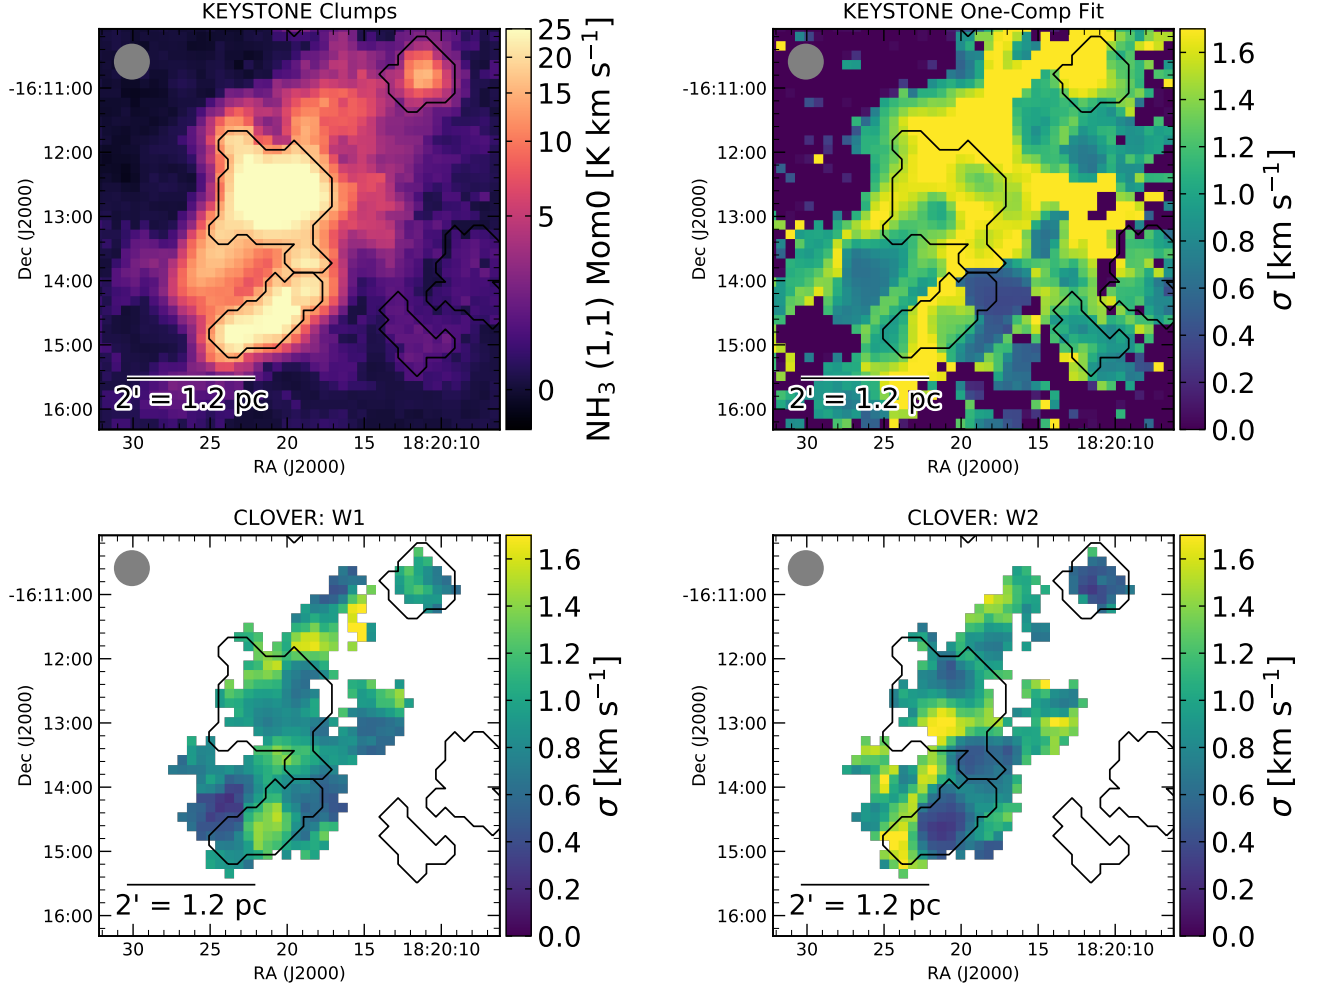 KEYSTONE Clumps
-16:11:00
12:00
13:00
14:00
15:00
16:00
Dec (J2000)
2' = 1.2 pc
30 25 20 15 18:20:10
RA (J2000)
25
20
15
10
5
0
NH₃ (1,1) Mom0 [K km s⁻¹]
KEYSTONE One-Comp Fit
-16:11:00
12:00
13:00
14:00
15:00
16:00
Dec (J2000)
2' = 1.2 pc
30 25 20 15 18:20:10
RA (J2000)
1.6
1.4
1.2
1.0
0.8
0.6
0.4
0.2
0.0
σ [km s⁻¹]
CLOVER: W1
-16:11:00
12:00
13:00
14:00
15:00
16:00
Dec (J2000)
2' = 1.2 pc
30 25 20 15 18:20:10
RA (J2000)
1.6
1.4
1.2
1.0
0.8
0.6
0.4
0.2
0.0
σ [km s⁻¹]
CLOVER: W2
-16:11:00
12:00
13:00
14:00
15:00
16:00
Dec (J2000)
2' = 1.2 pc
30 25 20 15 18:20:10
RA (J2000)
1.6
1.4
1.2
1.0
0.8
0.6
0.4
0.2
0.0
σ [km s⁻¹]